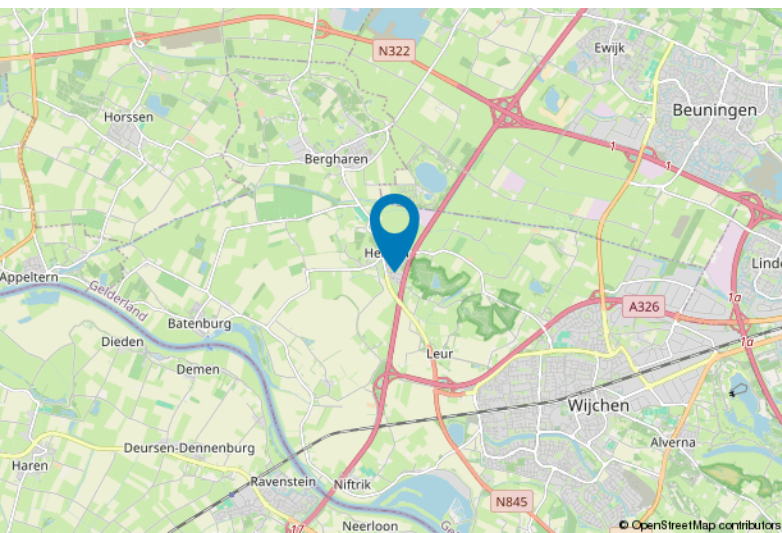 Ewijk
N322
Beuningen
Horssen
1
Bergharen
1
Linde
Appeltern
Gelderland
1a
A326
Batenburg
Dieden
1a
Leur
Demen
Wijchen
Alverna
Deursen-Dennenburg
Haren
Ravenstein
Niftrik
N845
17
Neerloon
© OpenStreetMap contributors